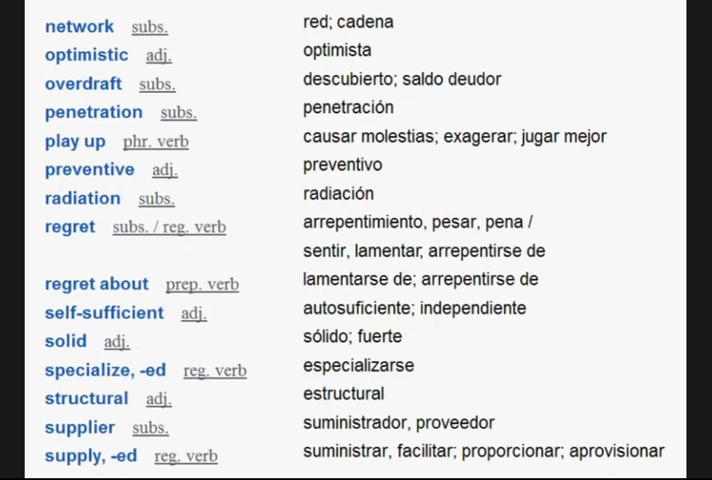 network subs. red; cadena
optimistic adj. optimista
overdraft subs. descubierto; saldo deudor
penetration subs. penetración
play up phr. verb causar molestias; exagerar; jugar mejor
preventive adj. preventivo
radiation subs. radiación
regret subs. / reg. verb arrepentimiento, pesar, pena /
sentir, lamentar, arrepentirse de
regret about prep. verb lamentarse de; arrepentirse de
self-sufficient adj. autosuficiente; independiente
solid adj. sólido; fuerte
specialize, -ed reg. verb especializarse
structural adj. estructural
supplier subs. suministrador, proveedor
supply, -ed reg. verb suministrar, facilitar; proporcionar; aprovisionar